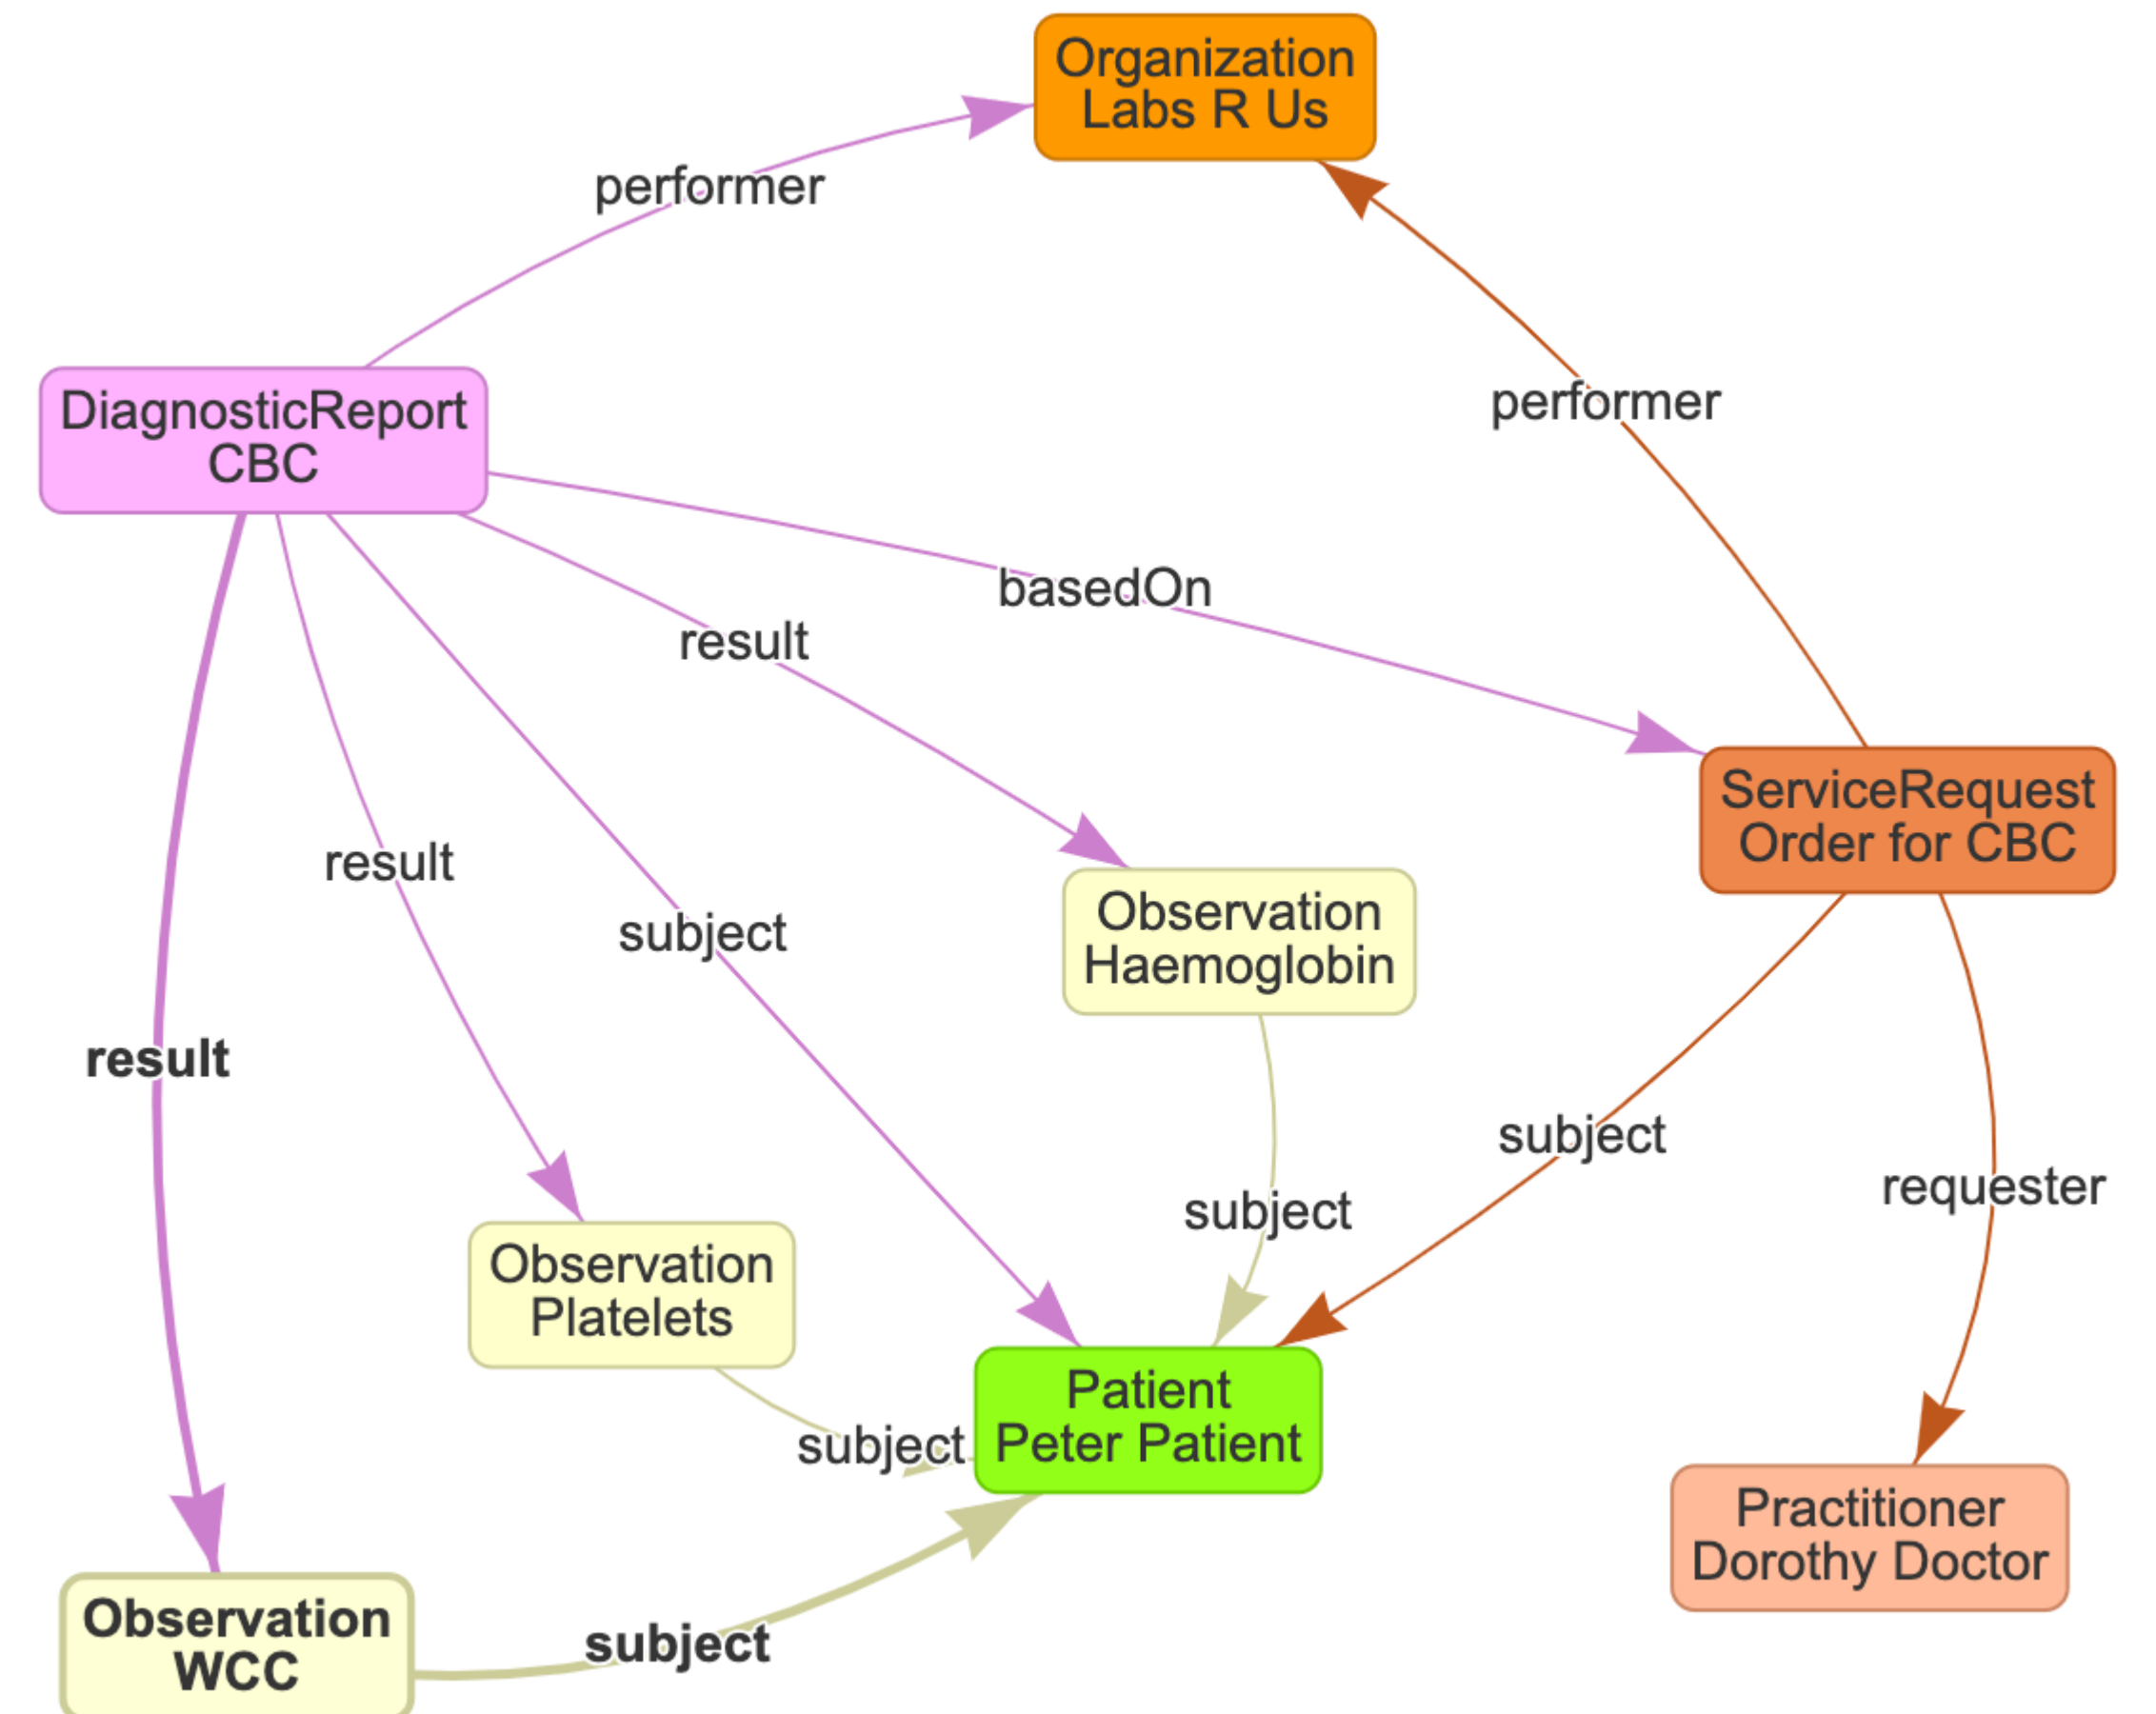 Organization
Labs R Us
performer
DiagnosticReport
CBC
performer
basedOn
result
ServiceRequest
Order for CBC
result
subject
Observation
Haemoglobin
result
subject
requester
subject
Observation
Platelets
Patient
Peter Patient
subject
Practitioner
Dorothy Doctor
Observation
WCC
subject